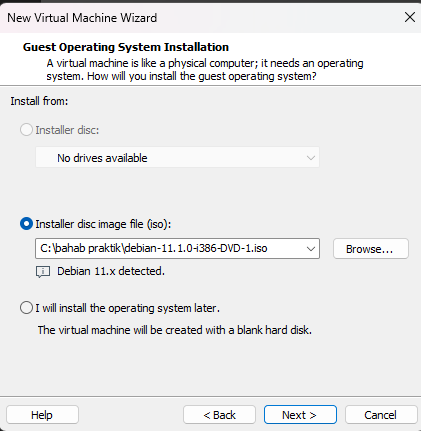 New Virtual Machine Wizard
Guest Operating System Installation
A virtual machine is like a physical computer; it needs an operating
system. How will you install the guest operating system?
Install from:
Installer disc:
No drives available
Installer disc image file (iso):
C:\bahab praktik\debian-11.1.0-i386-DVD-1.iso
Browse...
Debian 11.x detected.
I will install the operating system later.
The virtual machine will be created with a blank hard disk.
Help
< Back
Next >
Cancel